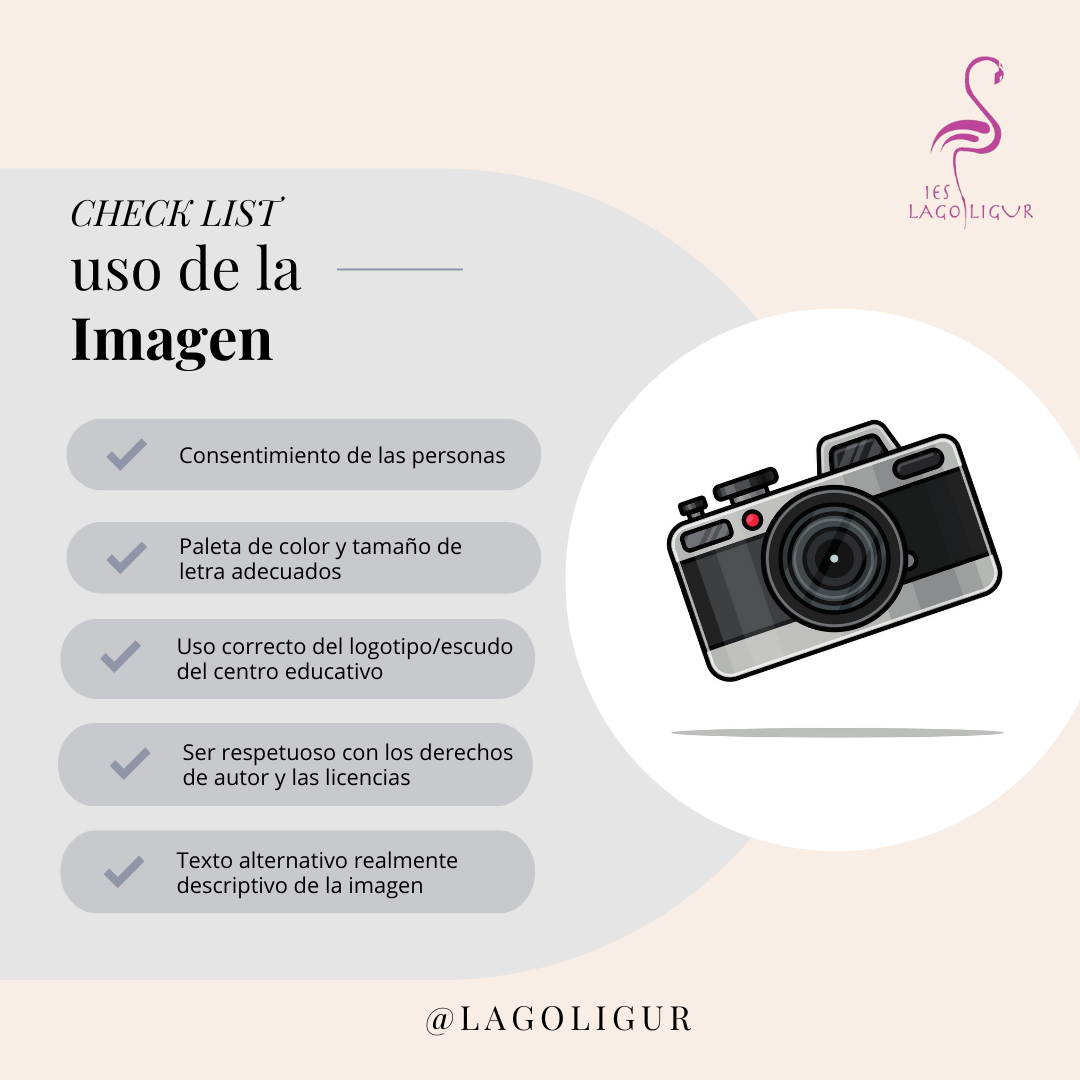 IES
LAGO LIGUR
CHECK LIST
uso de la
Imagen
Consentimiento de las personas
Paleta de color y tamaño de
letra adecuados
Uso correcto del logotipo/escudo
del centro educativo
Ser respetuoso con los derechos
de autor y las licencias
Texto alternativo realmente
descriptivo de la imagen
@LAGOLIGUR